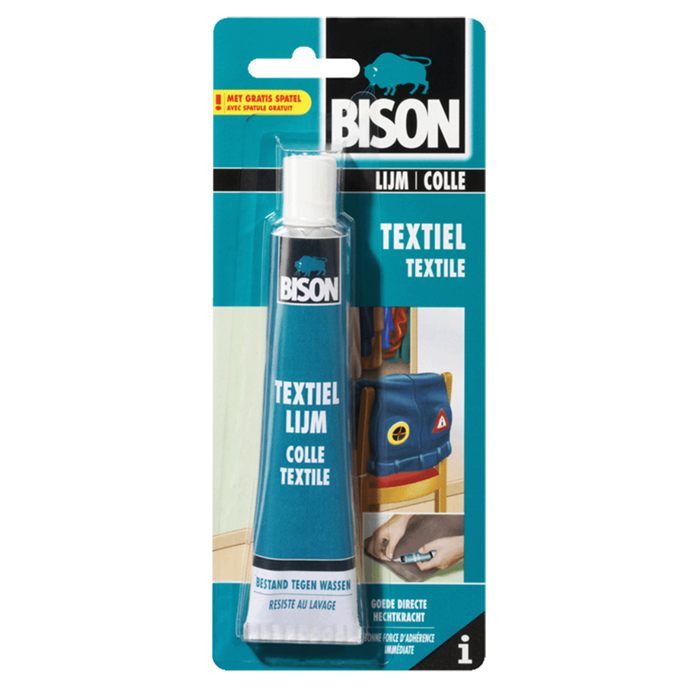 ! MET GRATIS SPATEL
AVEC SPATULE GRATUIT
BISON
LIJM | COLLE
TEXTIEL
TEXTILE
BISON
TEXTIEL
LIJM
COLLE
TEXTILE
BESTAND TEGEN WASSEN
RESISTE AU LAVAGE
GOEDE DIRECTE
HECHTKRACHT
BONNE FORCE D'ADHÉRENCE
IMMÉDIATE
i